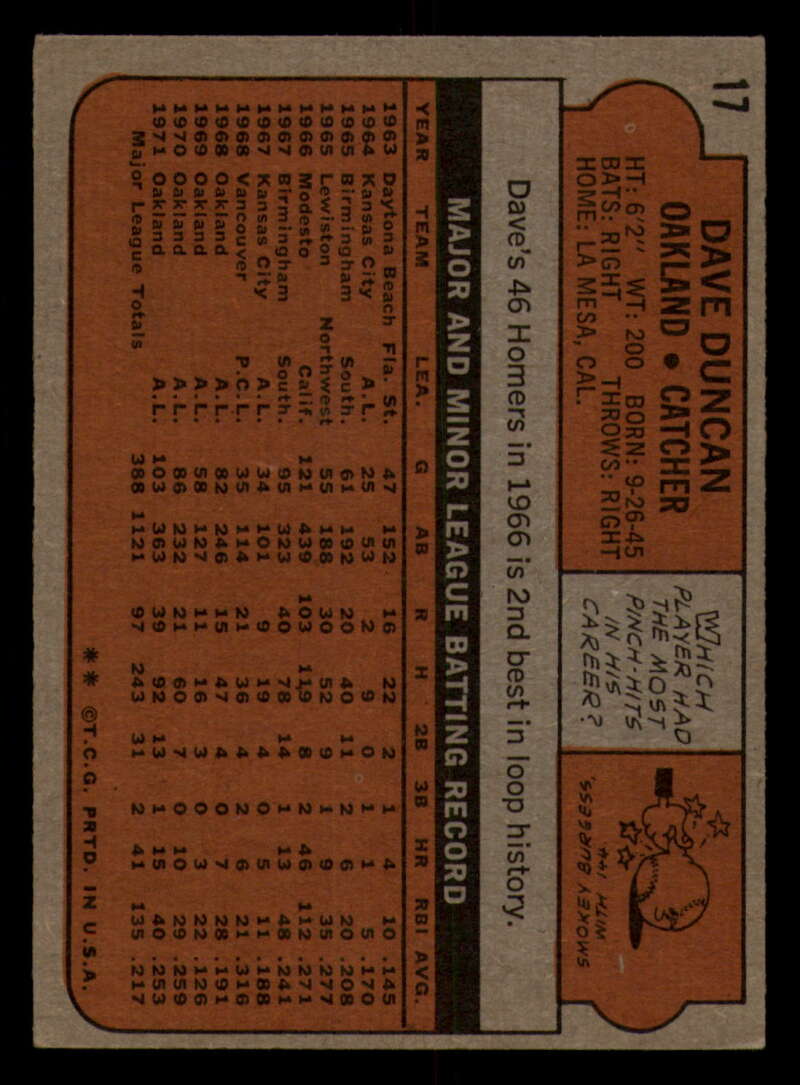 17
DAVE DUNCAN
OAKLAND • CATCHER
HT: 6'2" WT: 200 BORN: 9-26-45
BATS: RIGHT THROWS: RIGHT
HOME: LA MESA, CAL.
WHICH
PLAYER HAD
THE MOST
PINCH-HITS
IN HIS
CAREER?
SMOKEY BURGESS,
WITH 144
Dave's 46 Homers in 1966 is 2nd best in loop history.
MAJOR AND MINOR LEAGUE BATTING RECORD
YEAR TEAM LEA. G AB R H 2B 3B HR RBI AVG.
1963 Daytona Beach Fla. St. 47 152 16 22 2 1 4 10 .145
1964 Kansas City A.L. 25 53 2 9 0 1 1 5 .170
1965 Birmingham South. 61 192 20 40 11 2 6 20 .208
1965 Lewiston Northwest 55 188 30 52 9 1 9 35 .277
1966 Modesto Calif. 121 439 103 119 8 2 46 112 .271
1967 Birmingham South. 95 323 40 78 14 1 13 48 .241
1967 Kansas City A.L. 34 101 9 19 4 0 5 11 .188
1968 Vancouver P.C.L. 35 114 21 36 4 2 6 21 .316
1968 Oakland A.L. 82 246 15 47 4 0 7 28 .191
1969 Oakland A.L. 58 127 11 16 3 0 3 22 .126
1970 Oakland A.L. 86 232 21 60 7 0 10 29 .259
1971 Oakland A.L. 103 363 39 92 13 1 15 40 .253
Major League Totals 388 1121 97 243 31 2 41 135 .217
** ©T.C.G. PRTD. IN U.S.A.